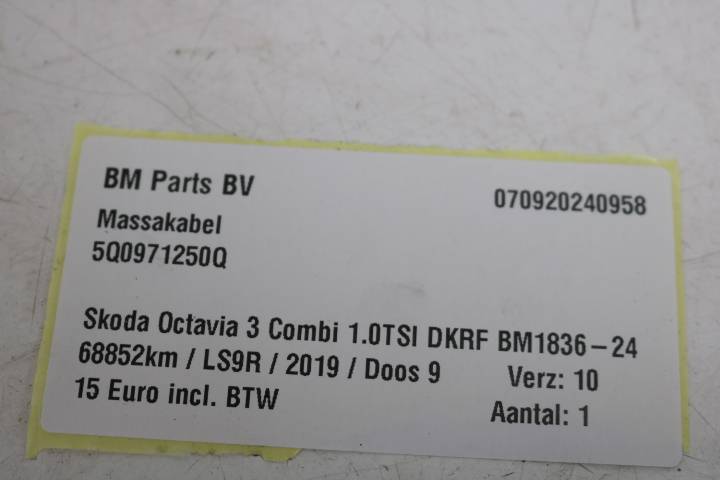 BM Parts BV
070920240958
Massakabel
5Q0971250Q
Skoda Octavia 3 Combi 1.0TSI DKRF BM1836-24
68852km / LS9R / 2019 / Doos 9 Verz: 10
15 Euro incl. BTW Aantal: 1